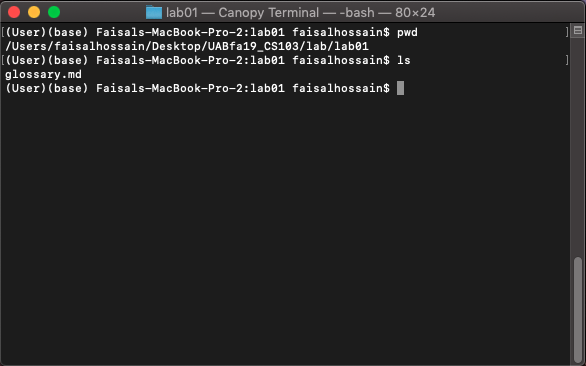 lab01 — Canopy Terminal — -bash — 80×24
[(User)(base) Faisals-MacBook-Pro-2:lab01 faisalhossain$ pwd ]
/Users/faisalhossain/Desktop/UABfa19_CS103/lab/lab01
[(User)(base) Faisals-MacBook-Pro-2:lab01 faisalhossain$ ls ]
glossary.md
(User)(base) Faisals-MacBook-Pro-2:lab01 faisalhossain$